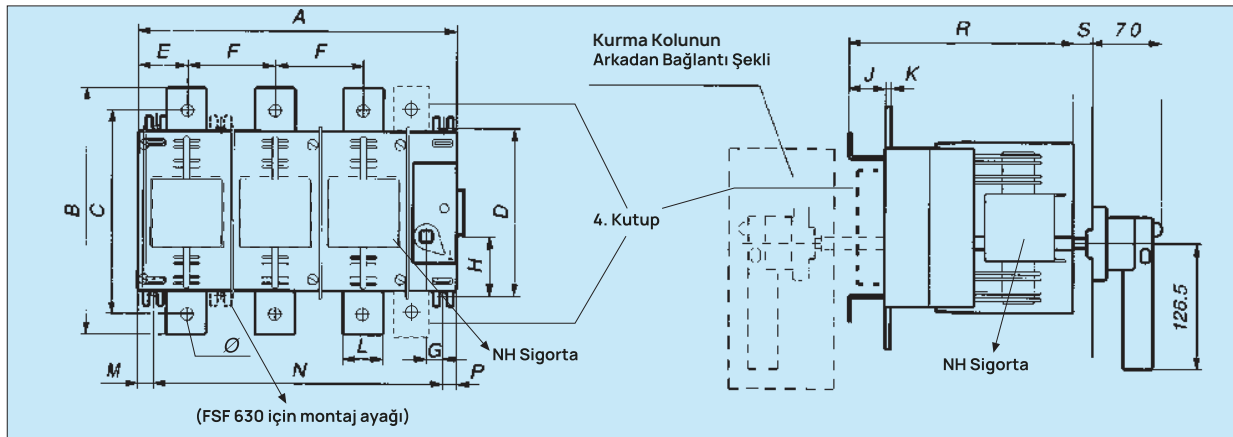 A
E
F
F
B
C
D
H
G
L
M
N
P
Ø
NH Sigorta
(FSF 630 için montaj ayağı)
Kurma Kolunun
Arkadan Bağlantı Şekli
4. Kutup
R
S
70
J
K
126.5
NH Sigorta